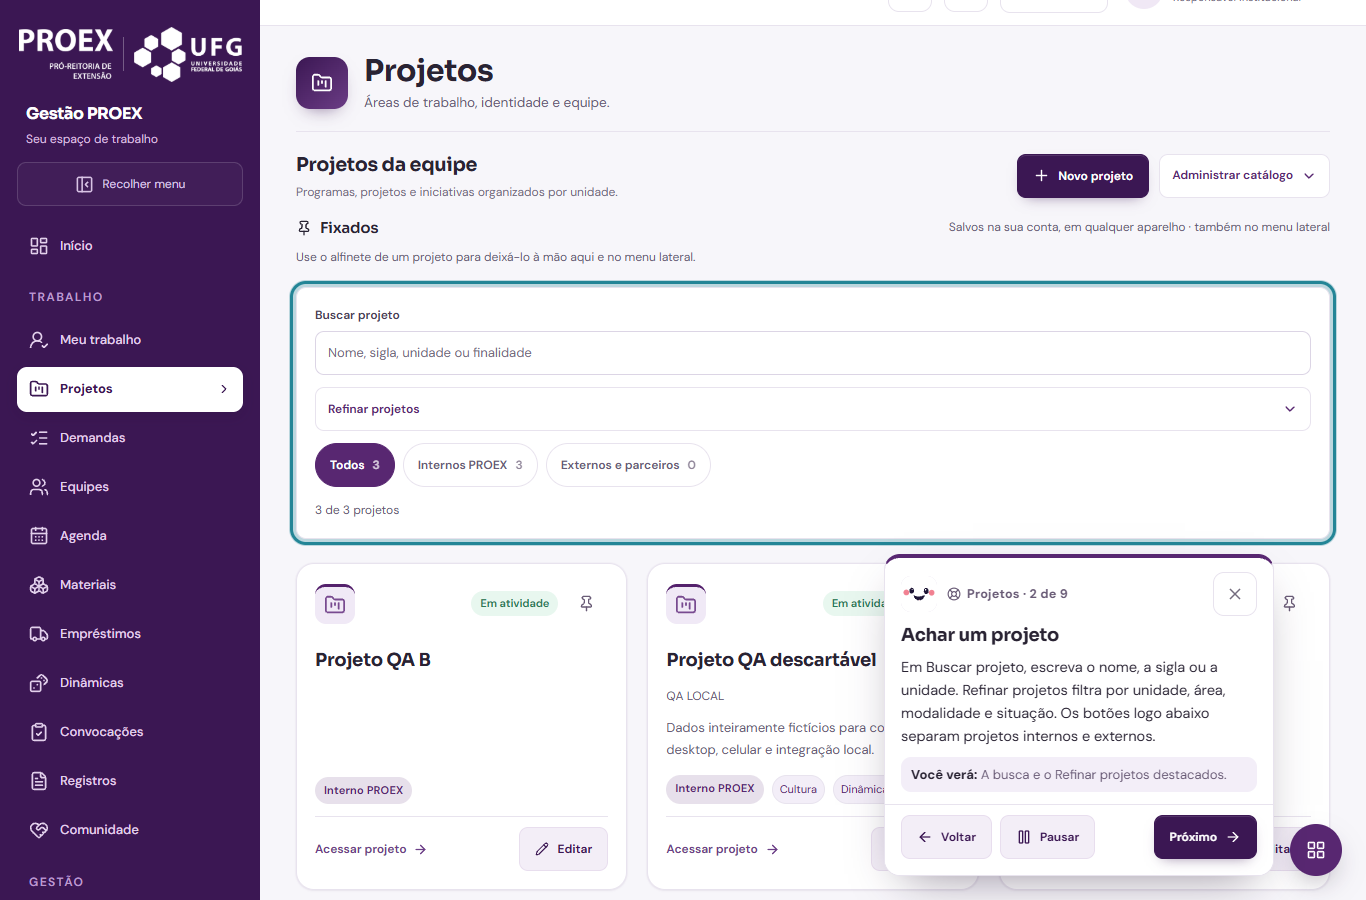 PROEX
PRÓ-REITORIA DE
EXTENSÃO
UFG
UNIVERSIDADE
FEDERAL DE GOIÁS
Gestão PROEX
Seu espaço de trabalho
Recolher menu
Início
TRABALHO
Meu trabalho
Projetos
Demandas
Equipes
Agenda
Materiais
Empréstimos
Dinâmicas
Convocações
Registros
Comunidade
GESTÃO
Projetos
Áreas de trabalho, identidade e equipe.
Projetos da equipe
Programas, projetos e iniciativas organizados por unidade.
Novo projeto
Administrar catálogo
Fixados
Salvos na sua conta, em qualquer aparelho · também no menu lateral
Use o alfinete de um projeto para deixá-lo à mão aqui e no menu lateral.
Buscar projeto
Nome, sigla, unidade ou finalidade
Refinar projetos
Todos 3
Internos PROEX 3
Externos e parceiros 0
3 de 3 projetos
Em atividade
Projeto QA B
Interno PROEX
Acessar projeto
Editar
Projeto QA descartável
QA LOCAL
Dados inteiramente fictícios para
desktop, celular e integração local.
Interno PROEX
Cultura
Acessar projeto
Projetos · 2 de 9
Achar um projeto
Em Buscar projeto, escreva o nome, a sigla ou a
unidade. Refinar projetos filtra por unidade, área,
modalidade e situação. Os botões logo abaixo
separam projetos internos e externos.
Você verá: A busca e o Refinar projetos destacados.
Voltar
Pausar
Próximo